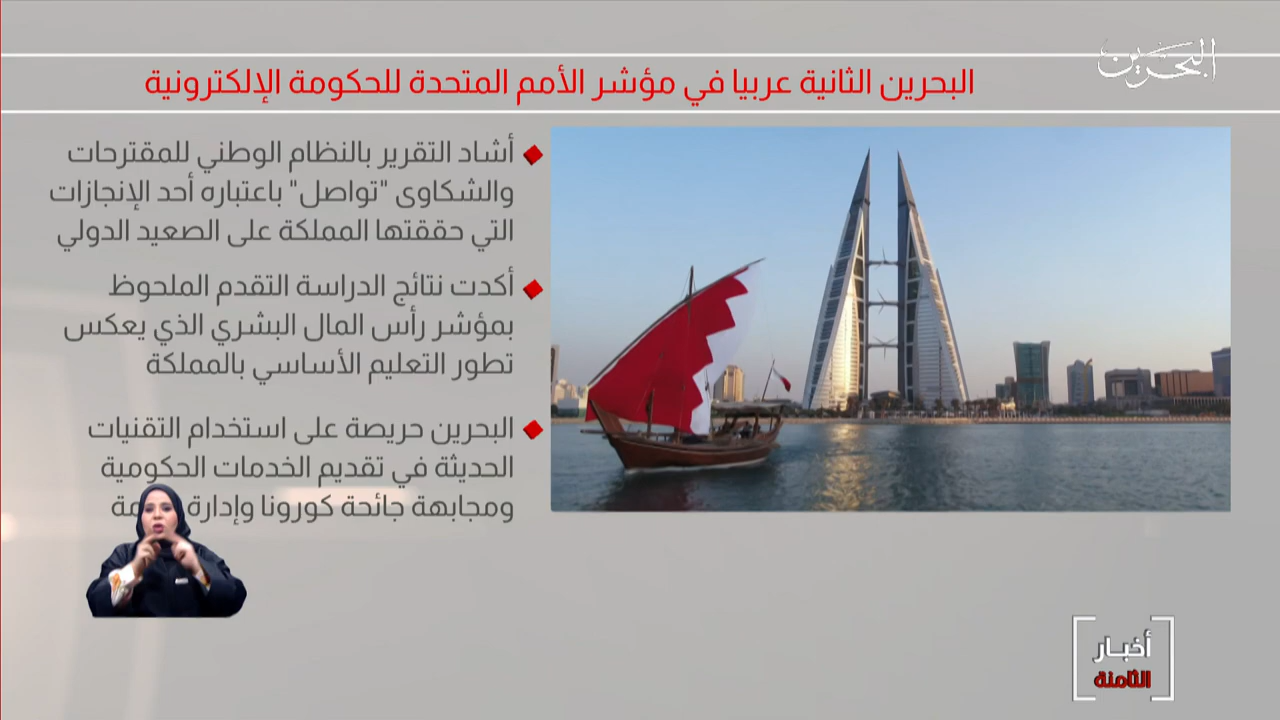 البحرين
البحرين الثانية عربيا في مؤشر الأمم المتحدة للحكومة الإلكترونية
أشاد التقرير بالنظام الوطني للمقترحات
والشكاوى "تواصل" باعتباره أحد الإنجازات
التي حققتها المملكة على الصعيد الدولي
أكدت نتائج الدراسة التقدم الملحوظ
بمؤشر رأس المال البشري الذي يعكس
تطور التعليم الأساسي بالمملكة
البحرين حريصة على استخدام التقنيات
الحديثة في تقديم الخدمات الحكومية
ومجابهة جائحة كورونا وإدارة
أخبار
الثامنة